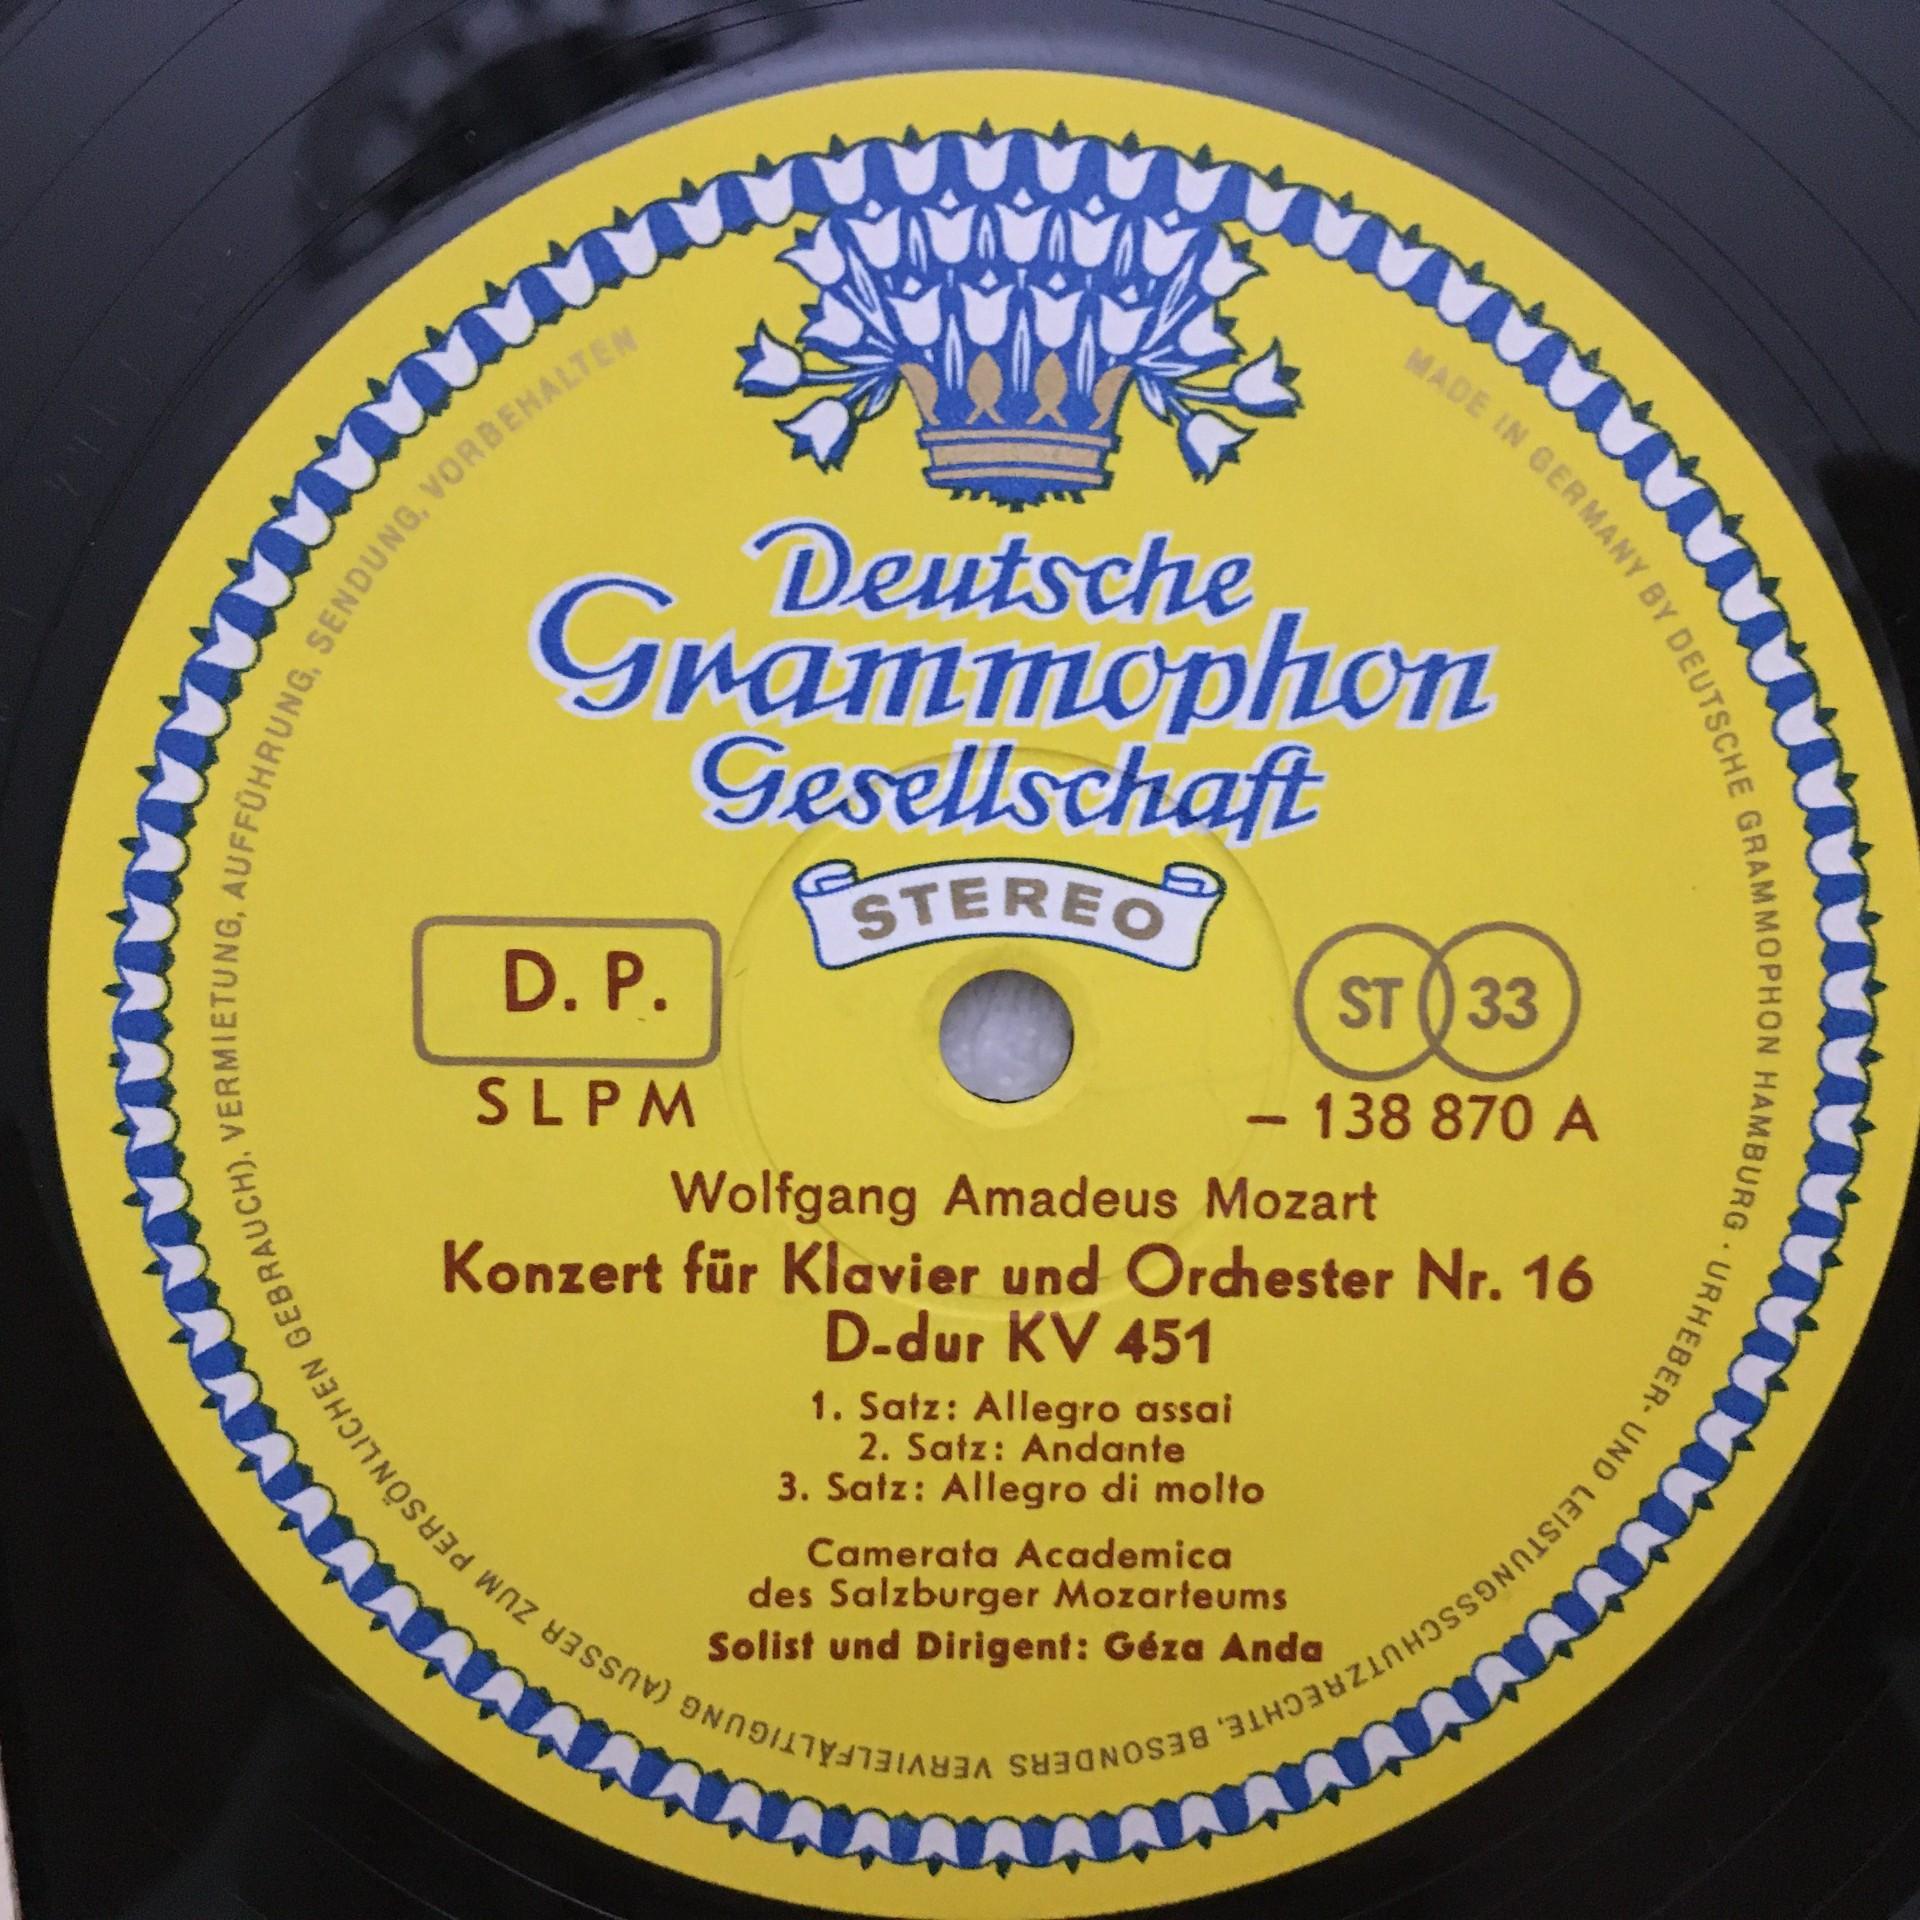 Deutsche
Grammophon
Gesellschaft
STEREO
D. P.
ST 33
SLPM
– 138 870 A
Wolfgang Amadeus Mozart
Konzert für Klavier und Orchester Nr. 16
D-dur KV 451
1. Satz: Allegro assai
2. Satz: Andante
3. Satz: Allegro di molto
Camerata Academica
des Salzburger Mozarteums
Solist und Dirigent: Géza Anda
MADE IN GERMANY BY DEUTSCHE GRAMMOPHON HAMBURG · URHEBER- UND LEISTUNGSSCHUTZRECHTE, BESONDERS VERVIELFÄLTIGUNG (AUSSER ZUM PERSÖNLICHEN GEBRAUCH), VERMIETUNG, AUFFÜHRUNG, SENDUNG, VORBEHALTEN